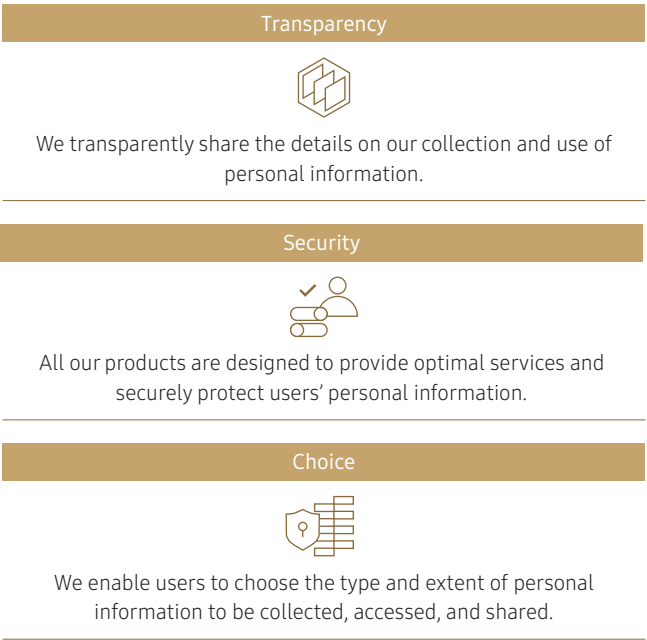 Transparency
We transparently share the details on our collection and use of
personal information.
Security
All our products are designed to provide optimal services and
securely protect users’ personal information.
Choice
We enable users to choose the type and extent of personal
information to be collected, accessed, and shared.